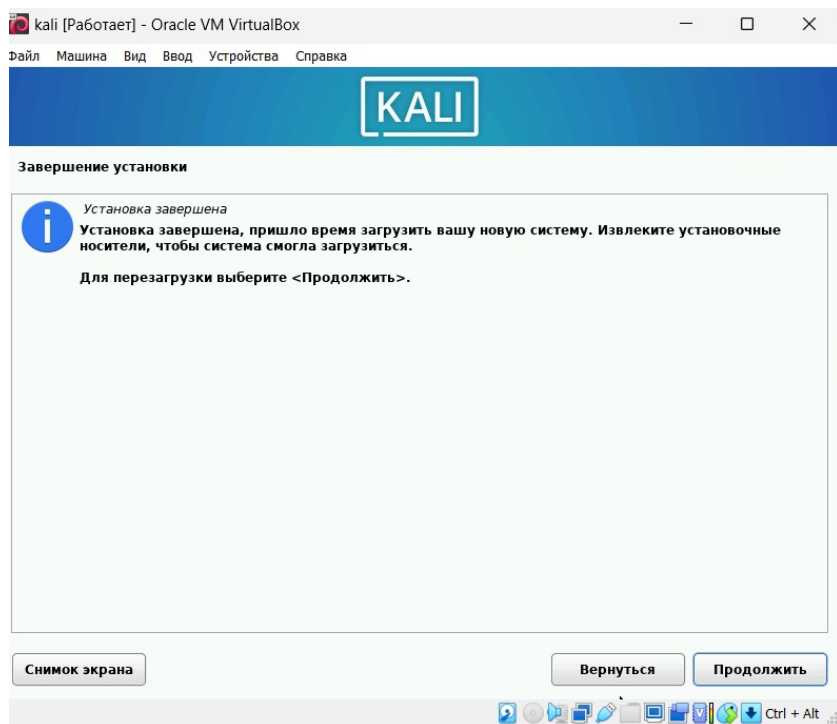 kali [Работает] - Oracle VM VirtualBox
Файл Машина Вид Ввод Устройства Справка
KALI
Завершение установки
Установка завершена
Установка завершена, пришло время загрузить вашу новую систему. Извлеките установочные
носители, чтобы система смогла загрузиться.
Для перезагрузки выберите <Продолжить>.
Снимок экрана Вернуться Продолжить
Ctrl + Alt